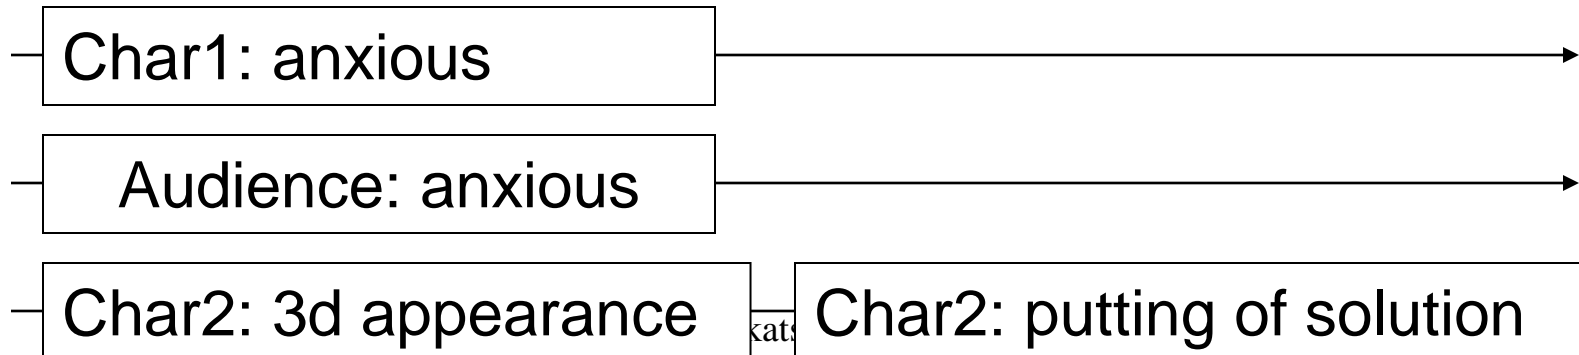 Char1: anxious
Audience: anxious
Char2: 3d appearance
Char2: putting of solution